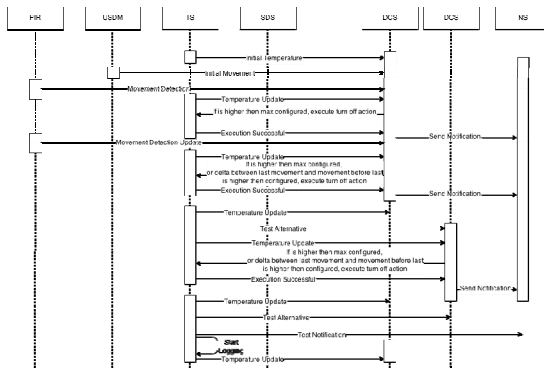 PIR USDM TS SDS DCS DCS NS
Initial Temperature
Initial Movement
Movement Detection
Temperature Update
If is higher then max configured, execute turn off action
Execution Successful
Send Notification
Movement Detection Update
Temperature Update
If is higher then max configured,
or delta between last movement and movement before last
is higher then configured, execute turn off action
Execution Successful
Send Notification
Temperature Update
Test Alternative
Temperature Update
If is higher then max configured,
or delta between last movement and movement before last
is higher then configured, execute turn off action
Execution Successful
Send Notification
Temperature Update
Test Alternative
Test Notification
Start
Logging
Temperature Update